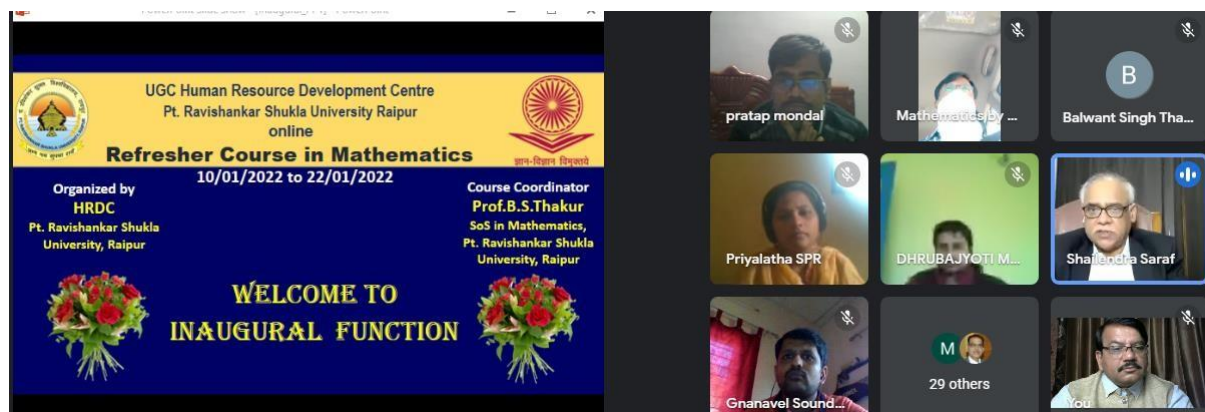 UGC Human Resource Development Centre
Pt. Ravishankar Shukla University Raipur
online
Refresher Course in Mathematics
ज्ञान-विज्ञान विमुक्तये
10/01/2022 to 22/01/2022
Organized by
HRDC
Pt. Ravishankar Shukla
University, Raipur
Course Coordinator
Prof.B.S.Thakur
SoS in Mathematics,
Pt. Ravishankar Shukla
University, Raipur
WELCOME TO
INAUGURAL FUNCTION
pratap mondal
Mathematics by ...
B
Balwant Singh Tha...
Priyalatha SPR
DHRUBAJYOTI M...
Shailendra Saraf
Gnanavel Sound...
M
29 others
You